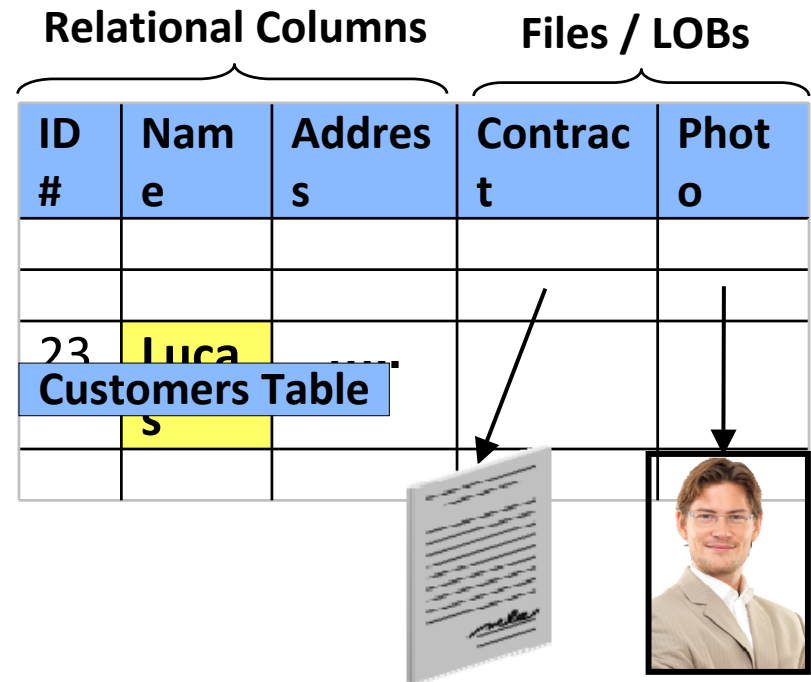 Relational Columns
Files / LOBs
ID Nam Addres Contrac Phot
# e s t o
23 Luca .....
Customers Table
s